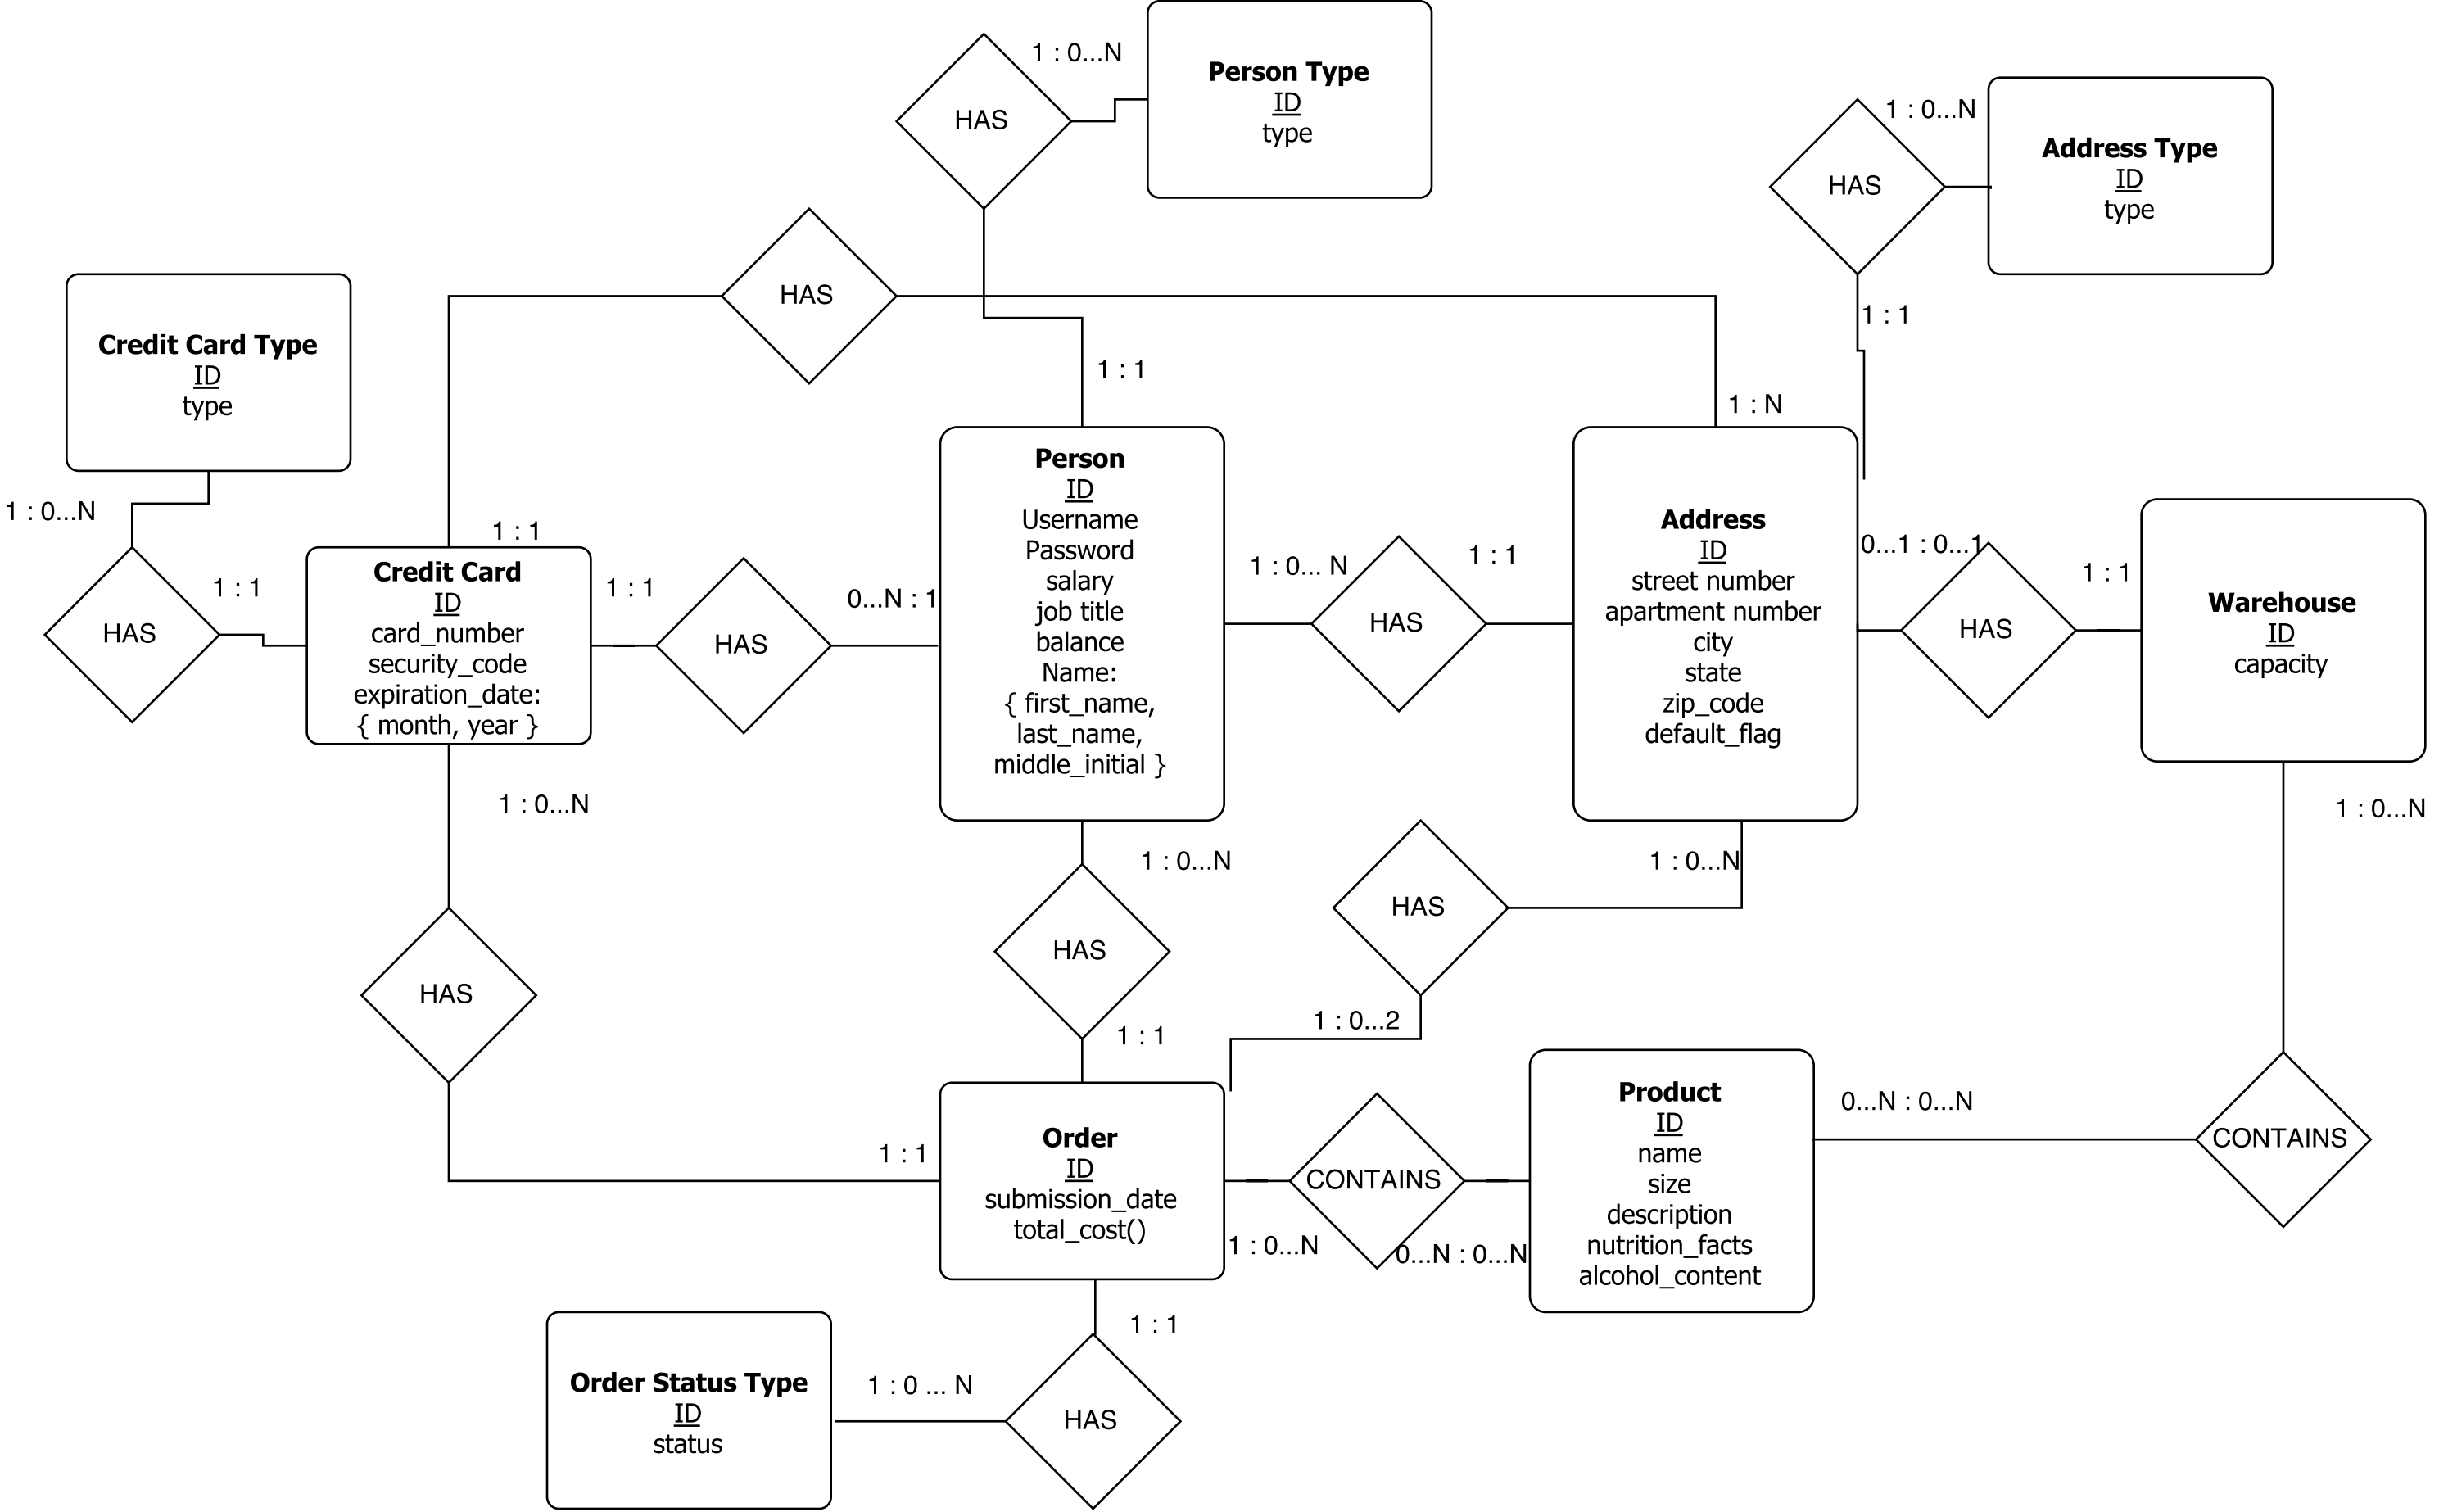 1 : 0...N
Person Type
ID
type
HAS
1 : 0...N
Address Type
ID
type
HAS
HAS
1 : 1
Credit Card Type
ID
type
1 : 1
1 : N
1 : 0...N
1 : 1
Person
ID
Username
Password
salary
job title
balance
Name:
{ first_name,
last_name,
middle_initial }
Address
ID
street number
apartment number
city
state
zip_code
default_flag
Credit Card
ID
card_number
security_code
expiration_date:
{ month, year }
HAS
1 : 1
1 : 1
HAS
0...N : 1
1 : 0... N
HAS
1 : 1
0...1 : 0...1
HAS
1 : 1
Warehouse
ID
capacity
1 : 0...N
1 : 0...N
1 : 0...N
1 : 0...N
HAS
HAS
HAS
1 : 0...2
1 : 1
1 : 1
Order
ID
submission_date
total_cost()
CONTAINS
1 : 0...N
0...N : 0...N
Product
ID
name
size
description
nutrition_facts
alcohol_content
0...N : 0...N
CONTAINS
1 : 1
Order Status Type
ID
status
1 : 0 ... N
HAS